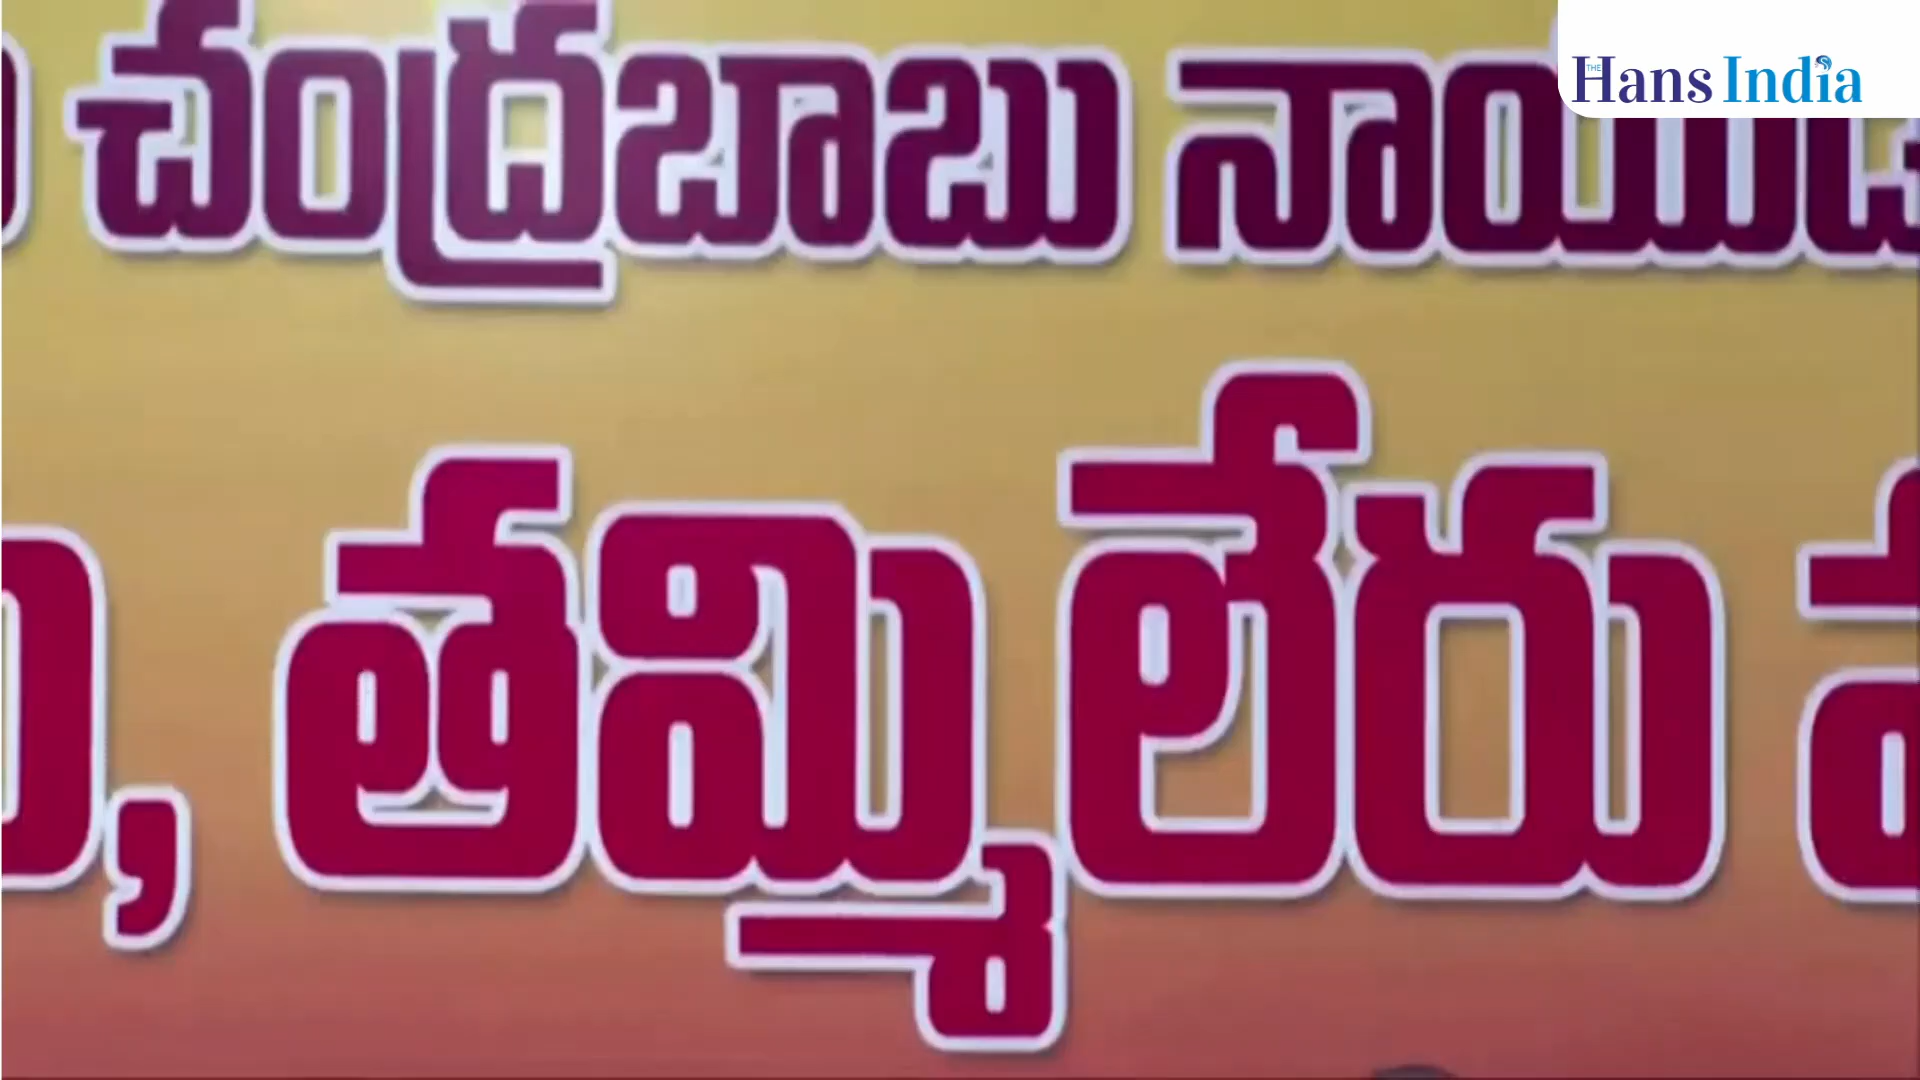 చంద్రబాబు నాయుడు
THE Hans India
, తమ్మిలేరు